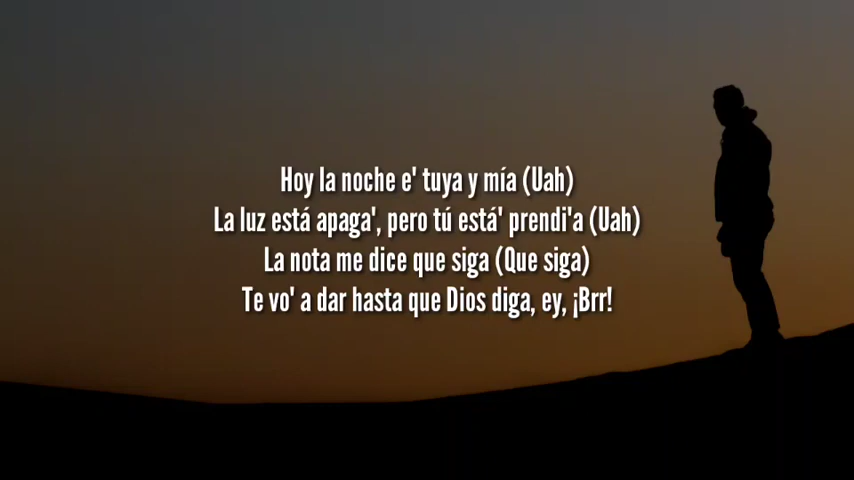 Hoy la noche e' tuya y mía (Uah)
La luz está apaga', pero tú está' prendi'a (Uah)
La nota me dice que siga (Que siga)
Te vo' a dar hasta que Dios diga, ey, ¡Brr!